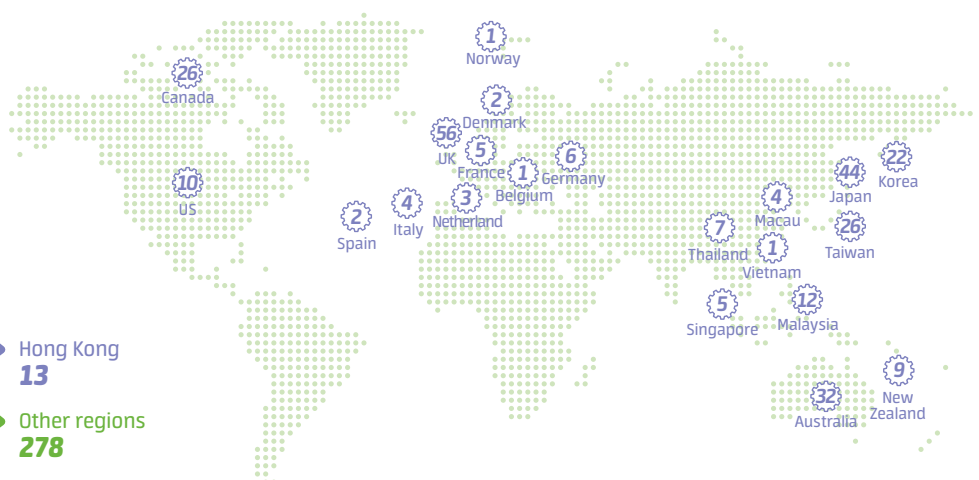 1
Norway
26
Canada
2
Denmark
56
UK
5
France
1
Belgium
6
Germany
22
Korea
44
Japan
10
US
2
Spain
4
Italy
3
Netherland
4
Macau
7
Thailand
1
Vietnam
26
Taiwan
5
Singapore
12
Malaysia
Hong Kong
13
9
New
Zealand
32
Australia
Other regions
278